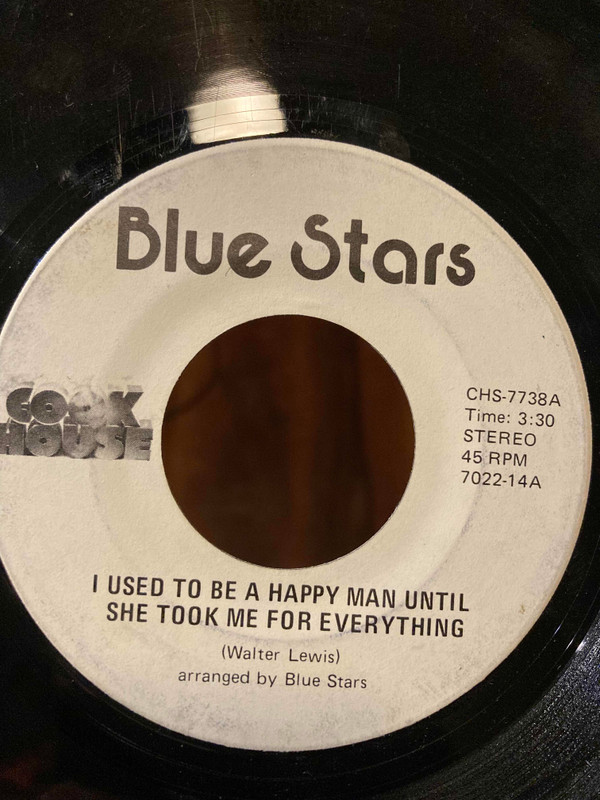 Blue Stars
COOK
HOUSE
CHS-7738A
Time: 3:30
STEREO
45 RPM
7022-14A
I USED TO BE A HAPPY MAN UNTIL
SHE TOOK ME FOR EVERYTHING
(Walter Lewis)
arranged by Blue Stars